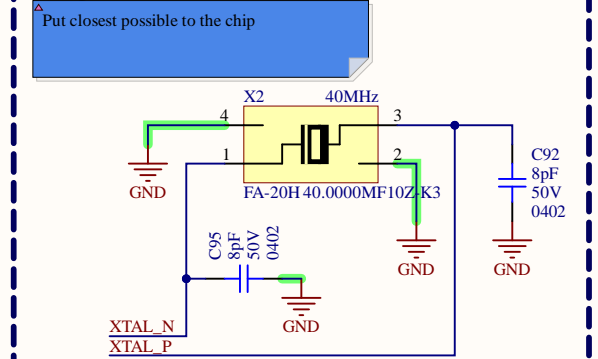 Put closest possible to the chip
X2 40MHz
4 3
1 2
GND
FA-20H 40.0000MF10Z-K3
C92
8pF
50V
0402
C95
8pF
50V
0402
GND
GND
GND
XTAL_N
XTAL_P